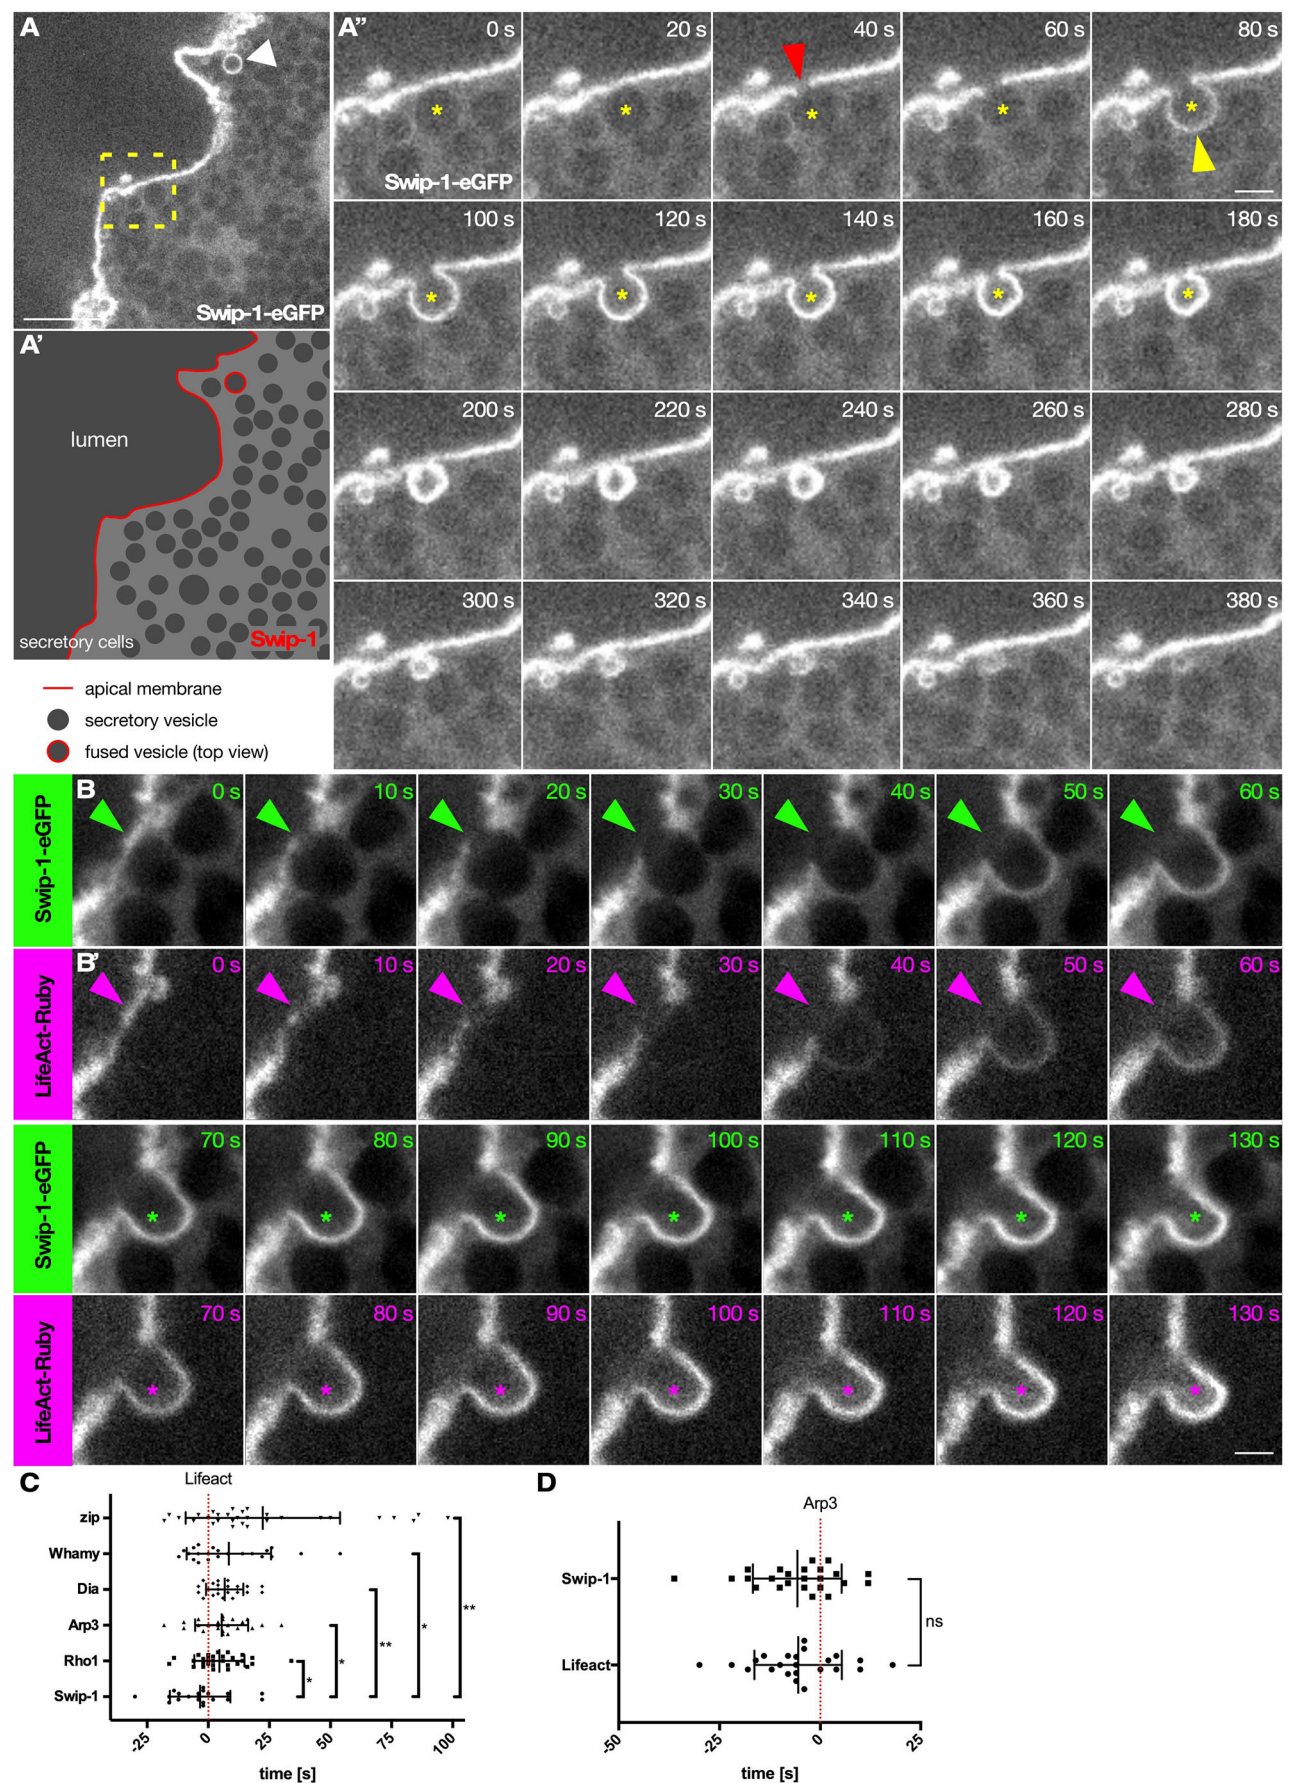 A
Swip-1-eGFP
A'
lumen
secretory cells
Swip-1
apical membrane
secretory vesicle
fused vesicle (top view)
A"
0 s
20 s
40 s
60 s
80 s
*
*
*
*
*
Swip-1-eGFP
100 s
120 s
140 s
160 s
180 s
*
*
*
*
*
200 s
220 s
240 s
260 s
280 s
300 s
320 s
340 s
360 s
380 s
Swip-1-eGFP
B
0 s
10 s
20 s
30 s
40 s
50 s
60 s
LifeAct-Ruby
B'
0 s
10 s
20 s
30 s
40 s
50 s
60 s
Swip-1-eGFP
70 s
80 s
90 s
100 s
110 s
120 s
130 s
*
*
*
*
*
*
*
LifeAct-Ruby
70 s
80 s
90 s
100 s
110 s
120 s
130 s
*
*
*
*
*
*
*
C
Lifeact
zip
Whamy
Dia
Arp3
Rho1
Swip-1
*
*
**
*
**
-25
0
25
50
75
100
time [s]
D
Arp3
Swip-1
Lifeact
ns
-50
-25
0
25
time [s]